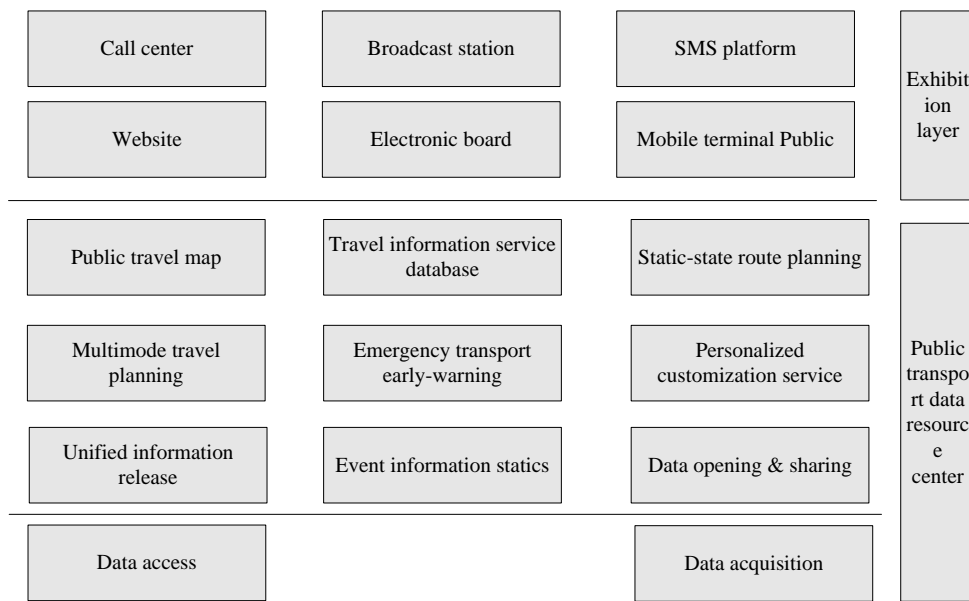 Call center
Broadcast station
SMS platform
Exhibit
ion
layer
Website
Electronic board
Mobile terminal Public
Public travel map
Travel information service
database
Static-state route planning
Multimode travel
planning
Emergency transport
early-warning
Personalized
customization service
Public
transpo
rt data
resourc
e
center
Unified information
release
Event information statics
Data opening & sharing
Data access
Data acquisition